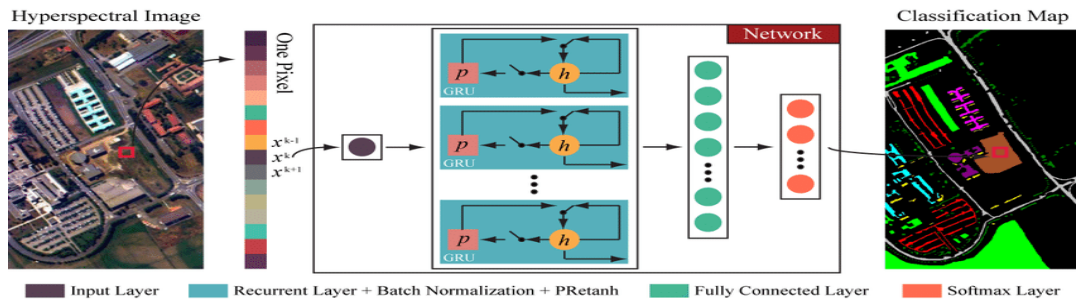 Hyperspectral Image
Network
Classification Map
One Pixel
x^{k-1}
x^{k}
x^{k+1}
p
h
GRU
p
h
GRU
p
h
GRU
Input Layer
Recurrent Layer + Batch Normalization + PRetanh
Fully Connected Layer
Softmax Layer